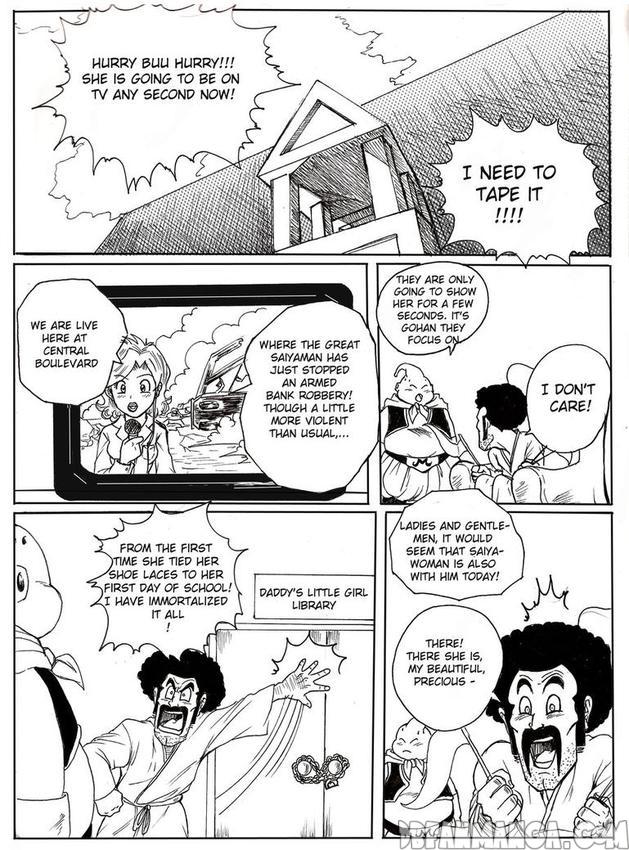 HURRY BUU HURRY!!!
SHE IS GOING TO BE ON
TV ANY SECOND NOW!
I NEED TO
TAPE IT
!!!!
WE ARE LIVE
HERE AT
CENTRAL
BOULEVARD
WHERE THE GREAT
SAIYAMAN HAS
JUST STOPPED
AN ARMED
BANK ROBBERY!
THOUGH A LITTLE
MORE VIOLENT
THAN USUAL,...
THEY ARE ONLY
GOING TO SHOW
HER FOR A FEW
SECONDS. IT'S
GOHAN THEY
FOCUS ON
I DON'T
CARE!
FROM THE FIRST
TIME SHE TIED HER
SHOE LACES TO HER
FIRST DAY OF SCHOOL!
I HAVE IMMORTALIZED
IT ALL
!
DADDY'S LITTLE GIRL
LIBRARY
LADIES AND GENTLE-
MEN, IT WOULD
SEEM THAT SAIYA-
WOMAN IS ALSO
WITH HIM TODAY!
THERE!
THERE SHE IS,
MY BEAUTIFUL,
PRECIOUS -
DBFANMANGA.COM